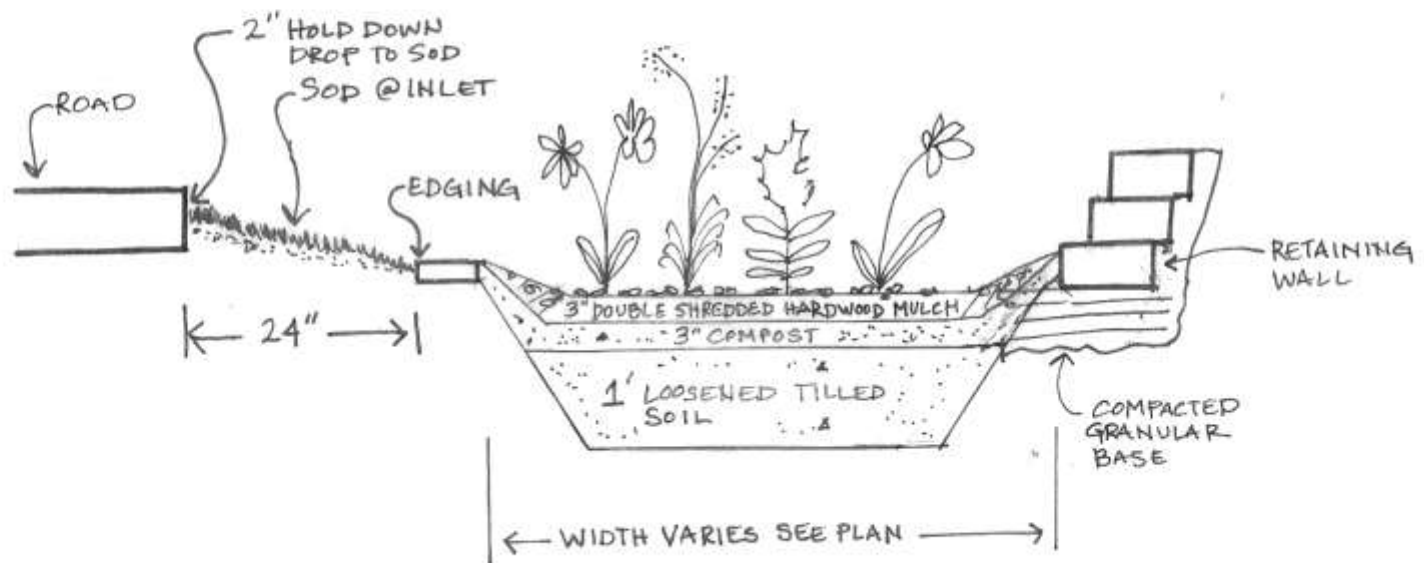 2" HOLD DOWN
DROP TO SOD
SOD @ INLET
ROAD
EDGING
RETAINING
WALL
3" DOUBLE SHREDDED HARDWOOD MULCH
3" COMPOST
24"
1' LOOSENED TILLED
SOIL
COMPACTED
GRANULAR
BASE
WIDTH VARIES SEE PLAN